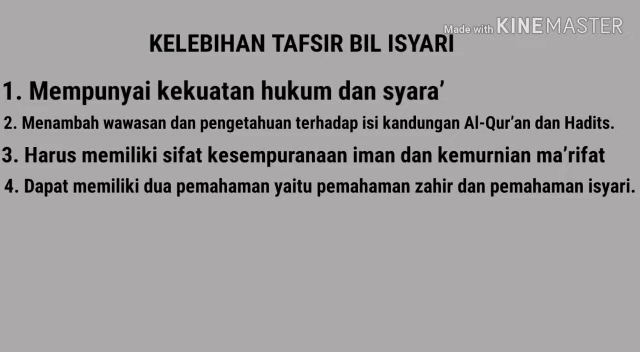 Made with KINEMASTER
KELEBIHAN TAFSIR BIL ISYARI
1. Mempunyai kekuatan hukum dan syara’
2. Menambah wawasan dan pengetahuan terhadap isi kandungan Al-Qur’an dan Hadits.
3. Harus memiliki sifat kesempuranaan iman dan kemurnian ma’rifat
4. Dapat memiliki dua pemahaman yaitu pemahaman zahir dan pemahaman isyari.